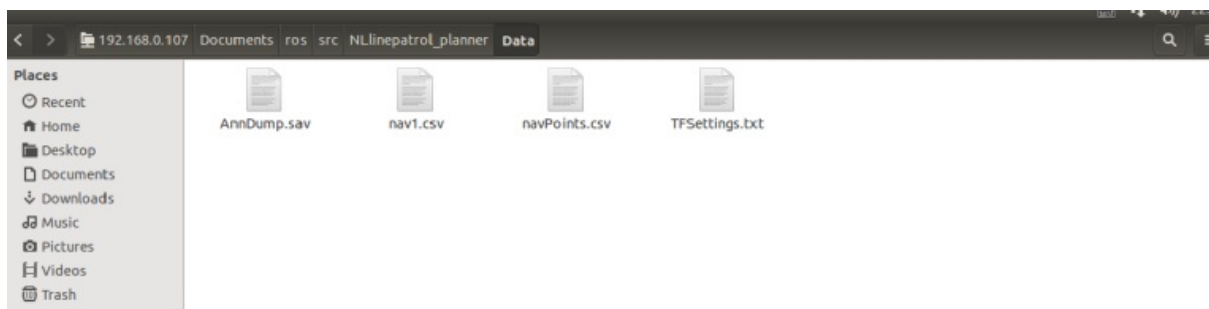 192.168.0.107 Documents ros src NLlinepatrol_planner Data
Places
Recent
Home
Desktop
Documents
Downloads
Music
Pictures
Videos
Trash
AnnDump.sav nav1.csv navPoints.csv TFSettings.txt